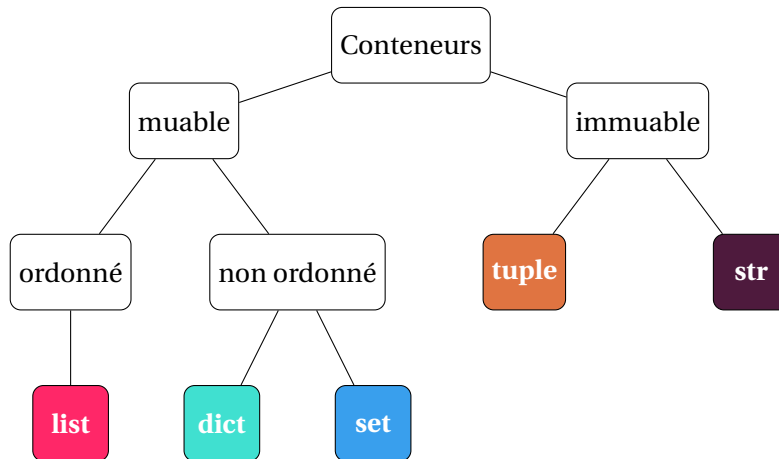 Conteneurs
muable
immuable
ordonné
non ordonné
tuple
str
list
dict
set